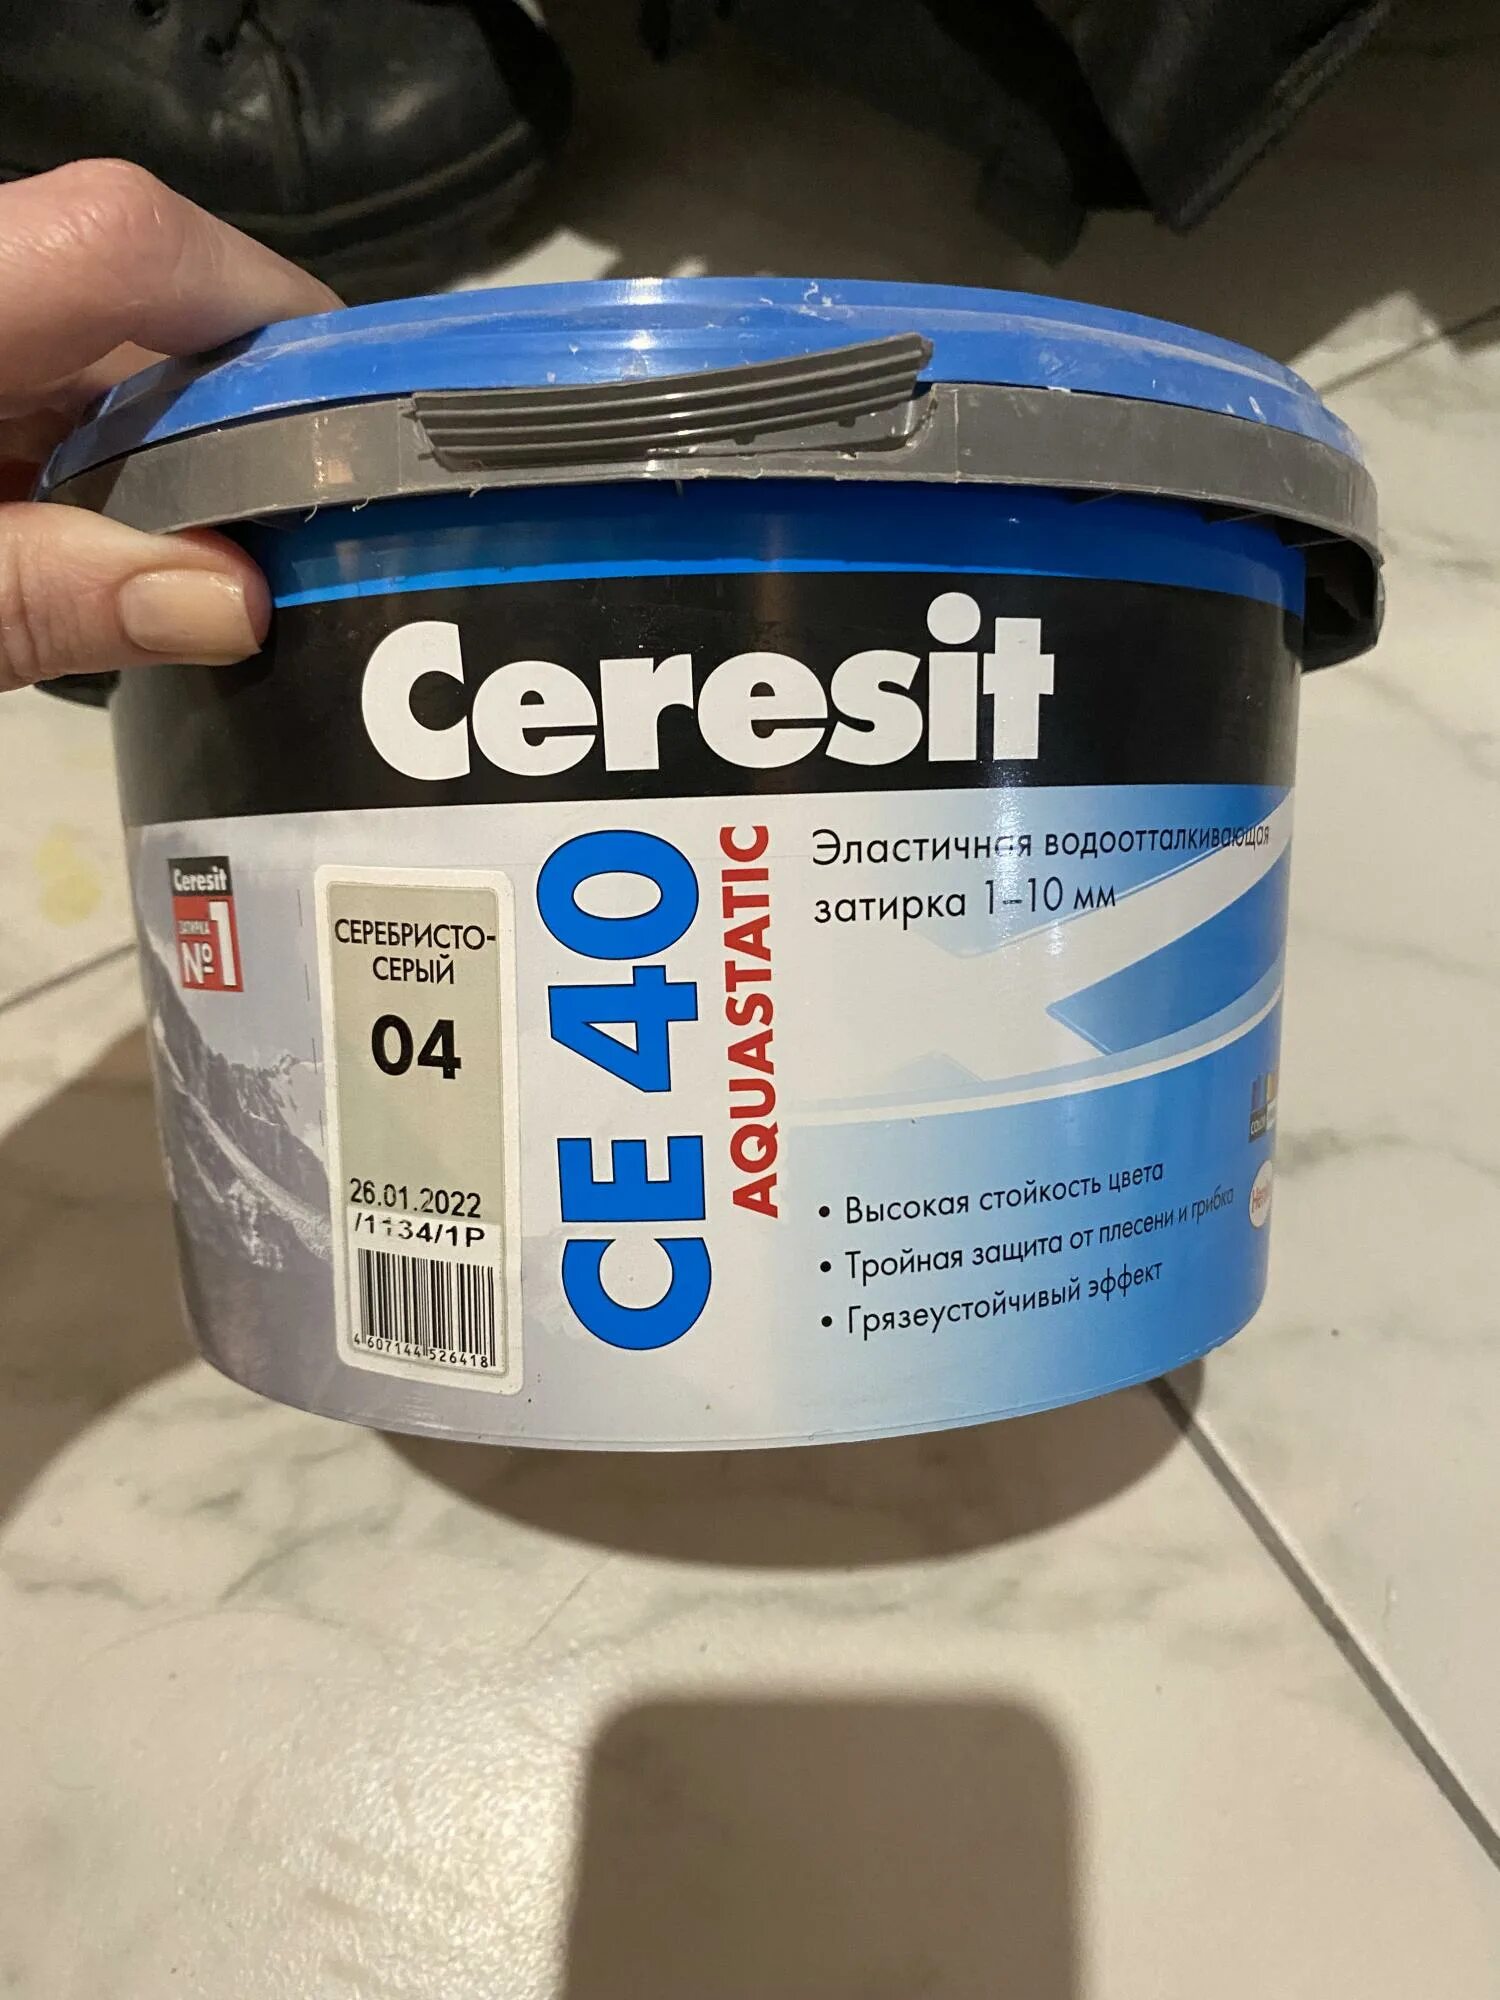 Ceresit
Ceresit
ЗАТИРКА
№1
СЕРЕБРИСТО-
СЕРЫЙ
04
26.01.2022
/1134/1P
4 607144 526418
CE 40
AQUASTATIC
Эластичная водоотталкивающая
затирка 1–10 мм
• Высокая стойкость цвета
• Тройная защита от плесени и грибка
• Грязеустойчивый эффект